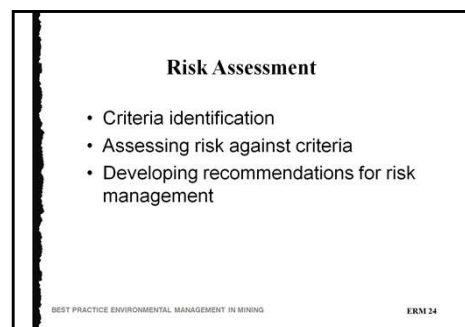 Risk Assessment
• Criteria identification
• Assessing risk against criteria
• Developing recommendations for risk
management
BEST PRACTICE ENVIRONMENTAL MANAGEMENT IN MINING
ERM 24